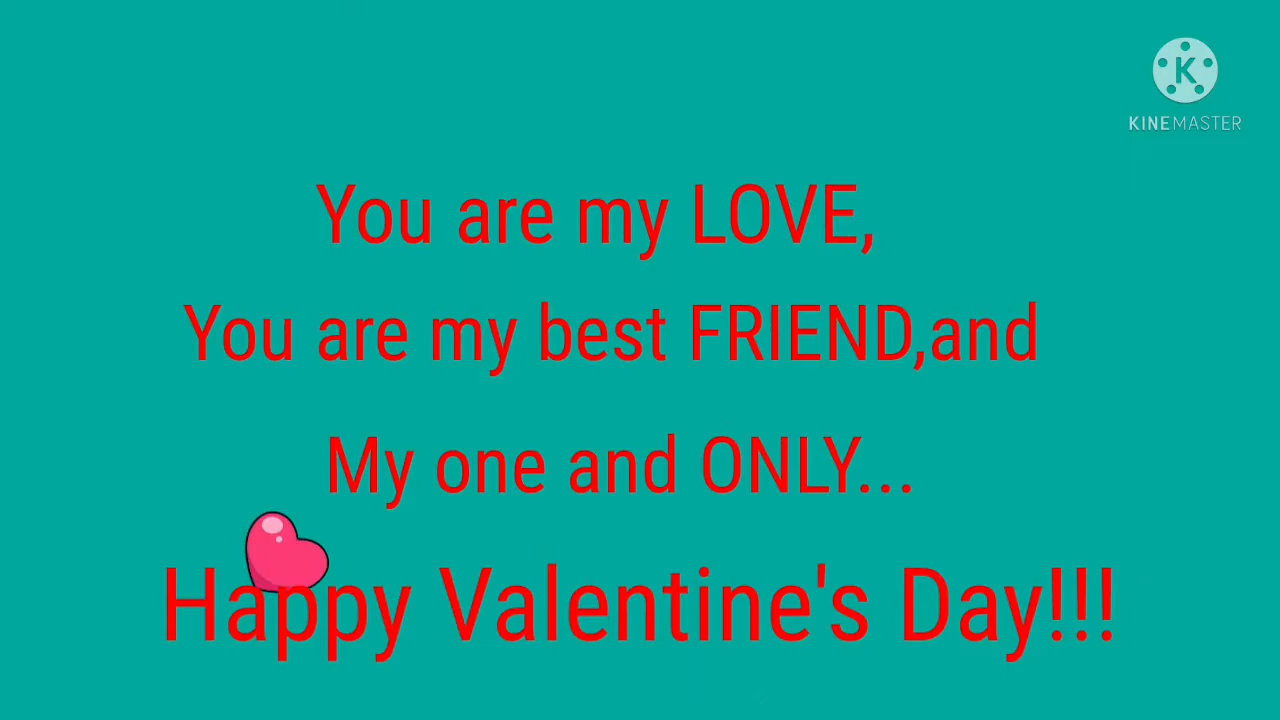 K
KINEMASTER
You are my LOVE,
You are my best FRIEND,and
My one and ONLY...
Happy Valentine's Day!!!